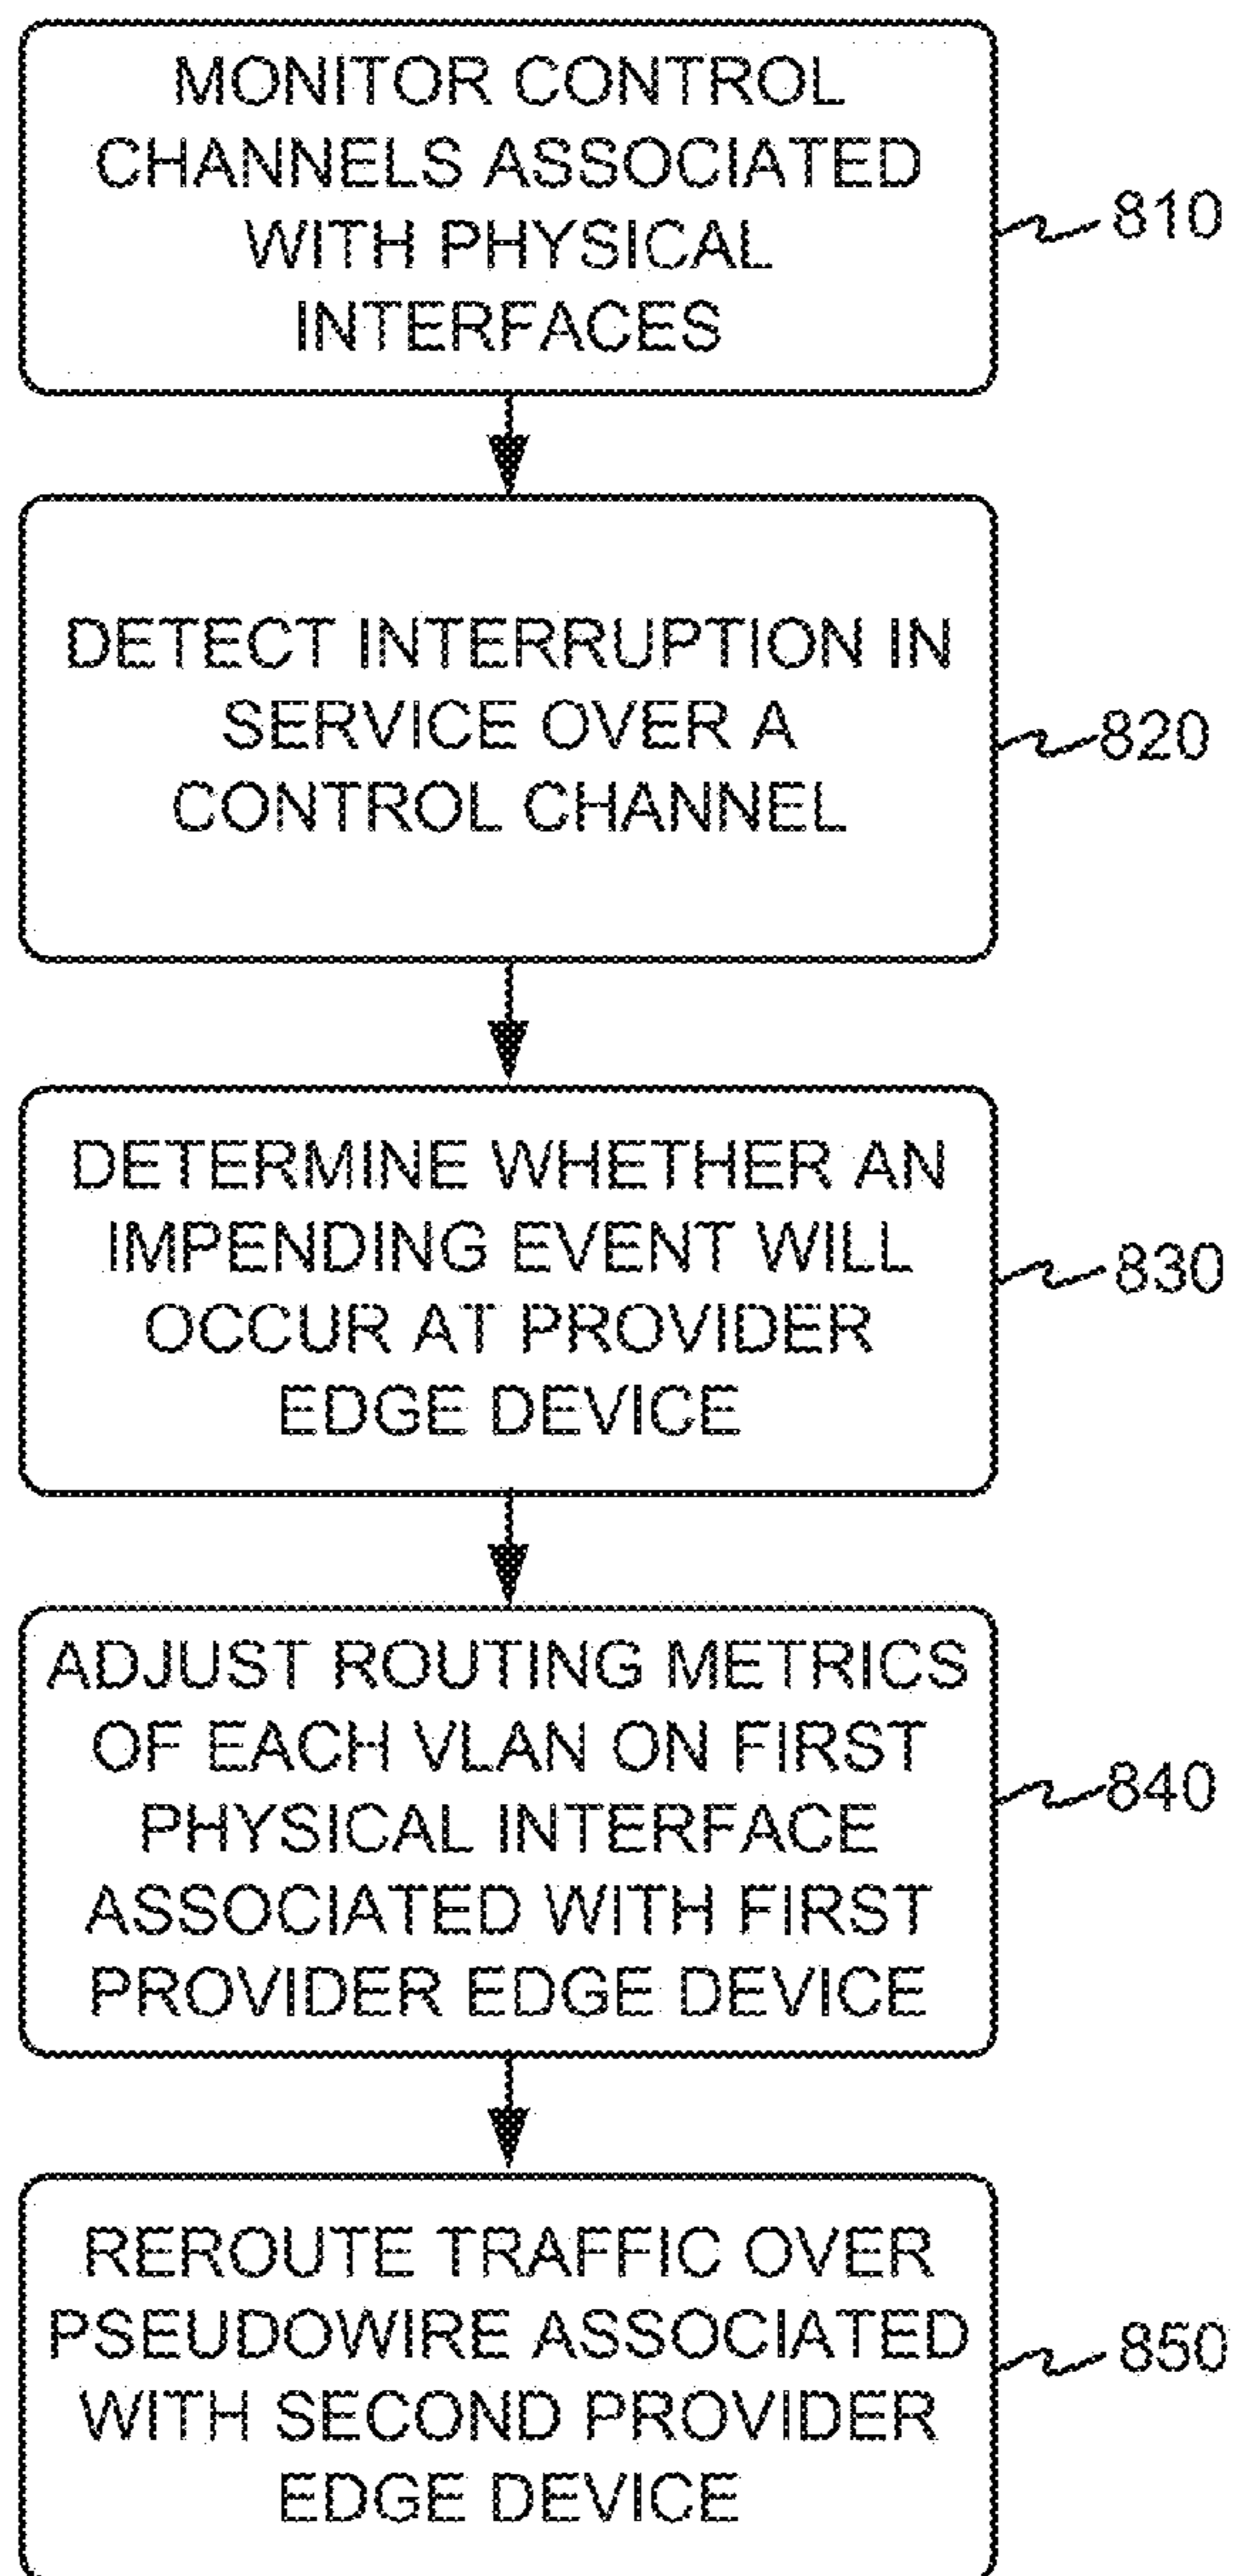 MONITOR CONTROL
CHANNELS ASSOCIATED
WITH PHYSICAL
INTERFACES
810
DETECT INTERRUPTION IN
SERVICE OVER A
CONTROL CHANNEL
820
DETERMINE WHETHER AN
IMPENDING EVENT WILL
OCCUR AT PROVIDER
EDGE DEVICE
830
ADJUST ROUTING METRICS
OF EACH VLAN ON FIRST
PHYSICAL INTERFACE
ASSOCIATED WITH FIRST
PROVIDER EDGE DEVICE
840
REROUTE TRAFFIC OVER
PSEUDOWIRE ASSOCIATED
WITH SECOND PROVIDER
EDGE DEVICE
850